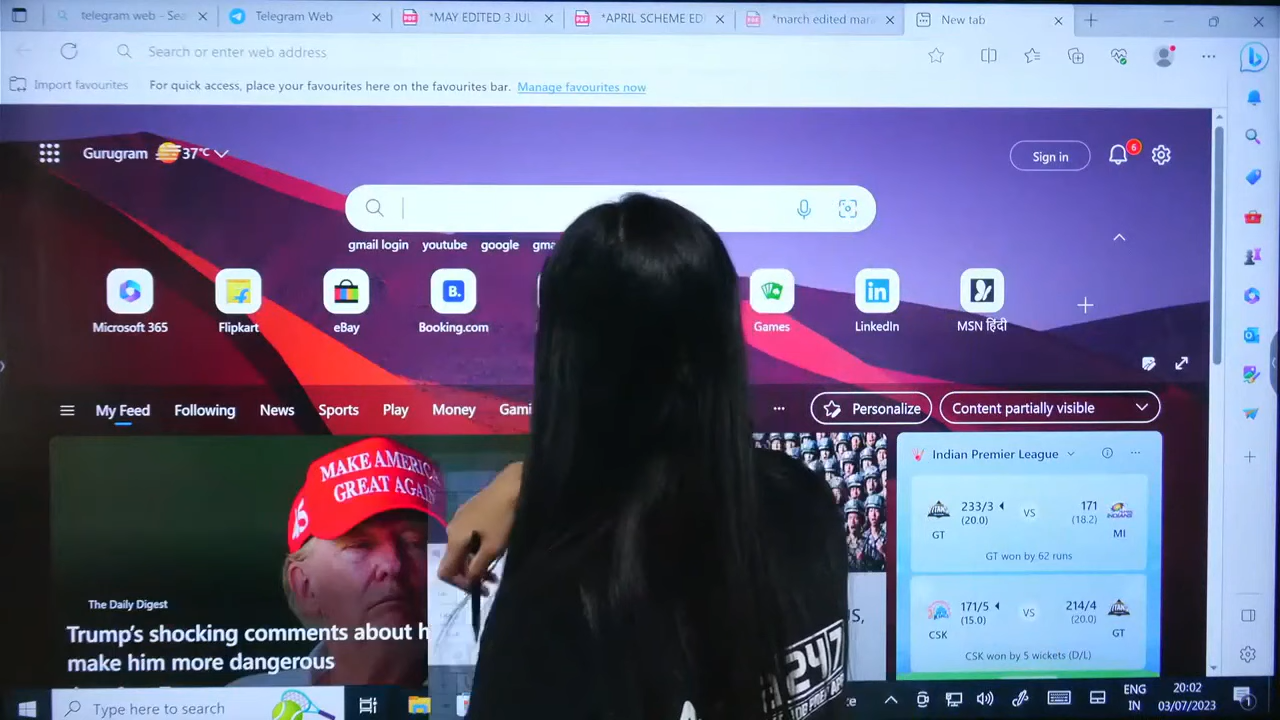 telegram web - Sea
Telegram Web
*MAY EDITED 3 JUL
*APRIL SCHEME ED
*march edited mara
New tab
Search or enter web address
Import favourites
For quick access, place your favourites here on the favourites bar.
Manage favourites now
Gurugram
37°C
Sign in
6
gmail login
youtube
google
gma
Microsoft 365
Flipkart
eBay
Booking.com
Games
LinkedIn
MSN हिंदी
My Feed
Following
News
Sports
Play
Money
Gami
Personalize
Content partially visible
MAKE AMERICA
GREAT AGAIN
45
The Daily Digest
Trump's shocking comments about h
make him more dangerous
Indian Premier League
233/3
(20.0)
VS
171
(18.2)
GT
MI
GT won by 62 runs
171/5
(15.0)
VS
214/4
(20.0)
CSK
GT
CSK won by 5 wickets (D/L)
247
Type here to search
ENG
IN
20:02
03/07/2023
1